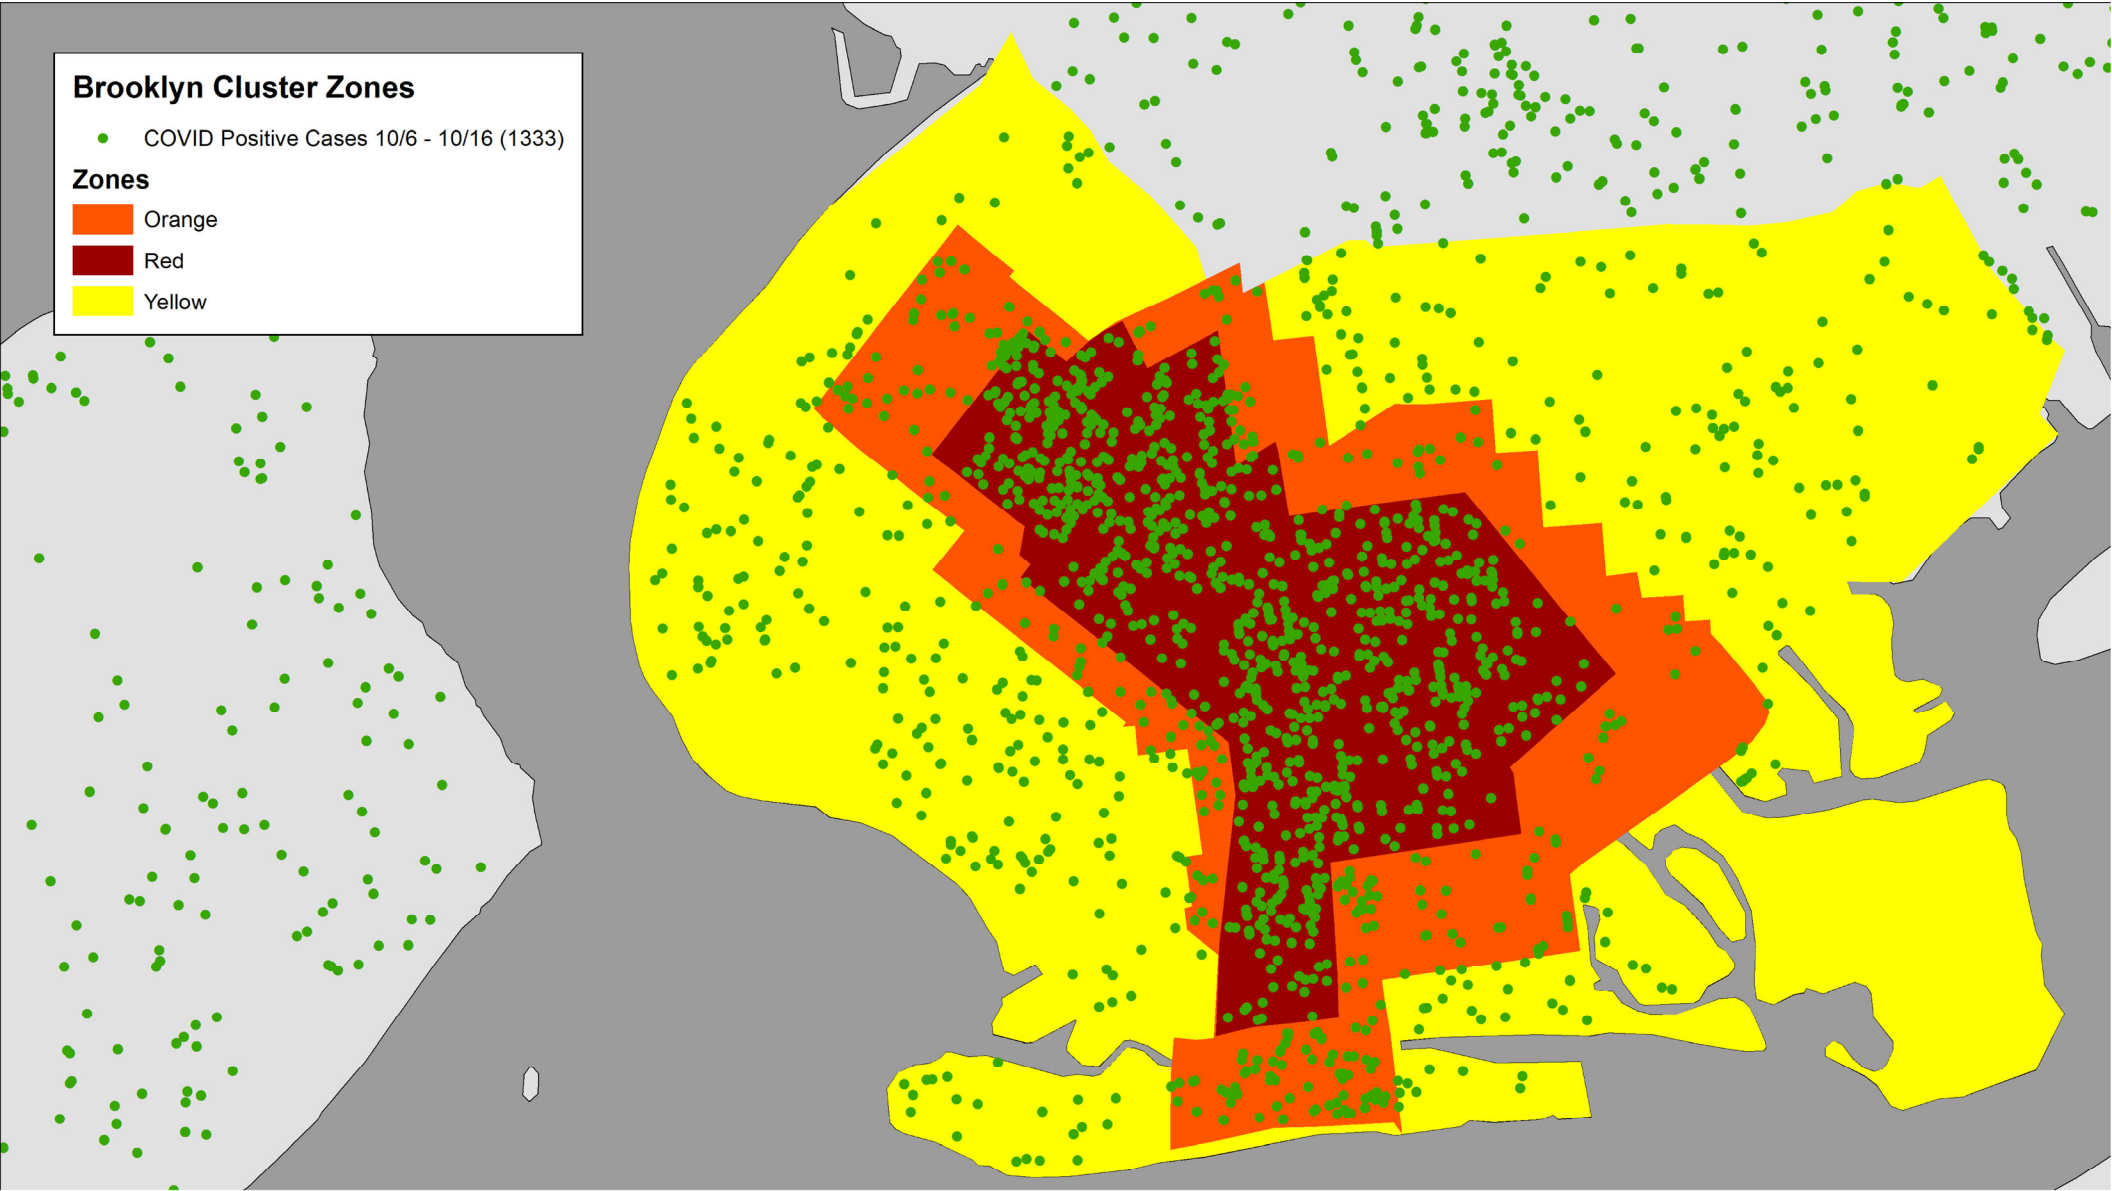 Brooklyn Cluster Zones
COVID Positive Cases 10/6 - 10/16 (1333)
Zones
Orange
Red
Yellow